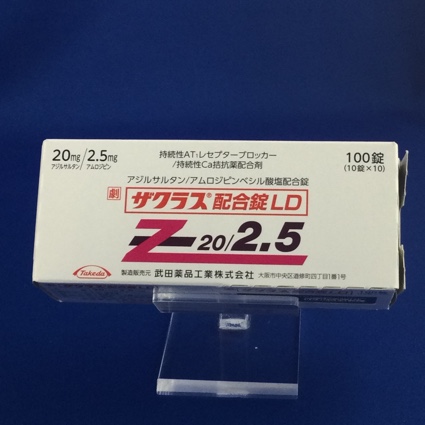 20mg/2.5mg
アジルサルタン/アムロジピン
持続性AT₁レセプターブロッカー
/持続性Ca拮抗薬配合剤
100錠
(10錠×10)
アジルサルタン/アムロジピンベシル酸塩配合錠
劇 ザクラス®配合錠LD
Z 20/2.5
Takeda
製造販売元 武田薬品工業株式会社 大阪市中央区道修町四丁目1番1号